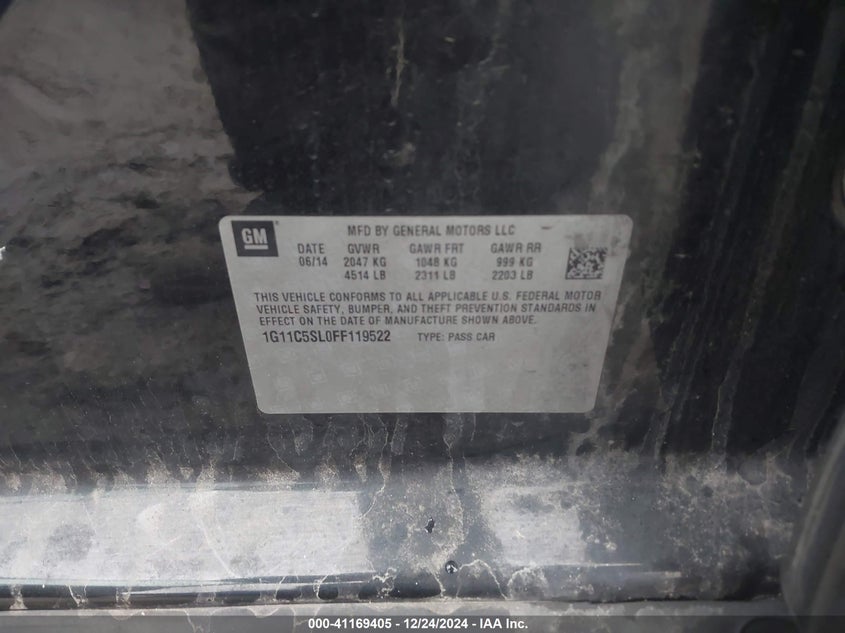 GM
MFD BY GENERAL MOTORS LLC
DATE GVWR GAWR FRT GAWR RR
06/14 2047 KG 1048 KG 999 KG
4514 LB 2311 LB 2203 LB
THIS VEHICLE CONFORMS TO ALL APPLICABLE U.S. FEDERAL MOTOR
VEHICLE SAFETY, BUMPER, AND THEFT PREVENTION STANDARDS IN
EFFECT ON THE DATE OF MANUFACTURE SHOWN ABOVE.
1G11C5SL0FF119522 TYPE: PASS CAR
000-41169405 - 12/24/2024 - IAA Inc.